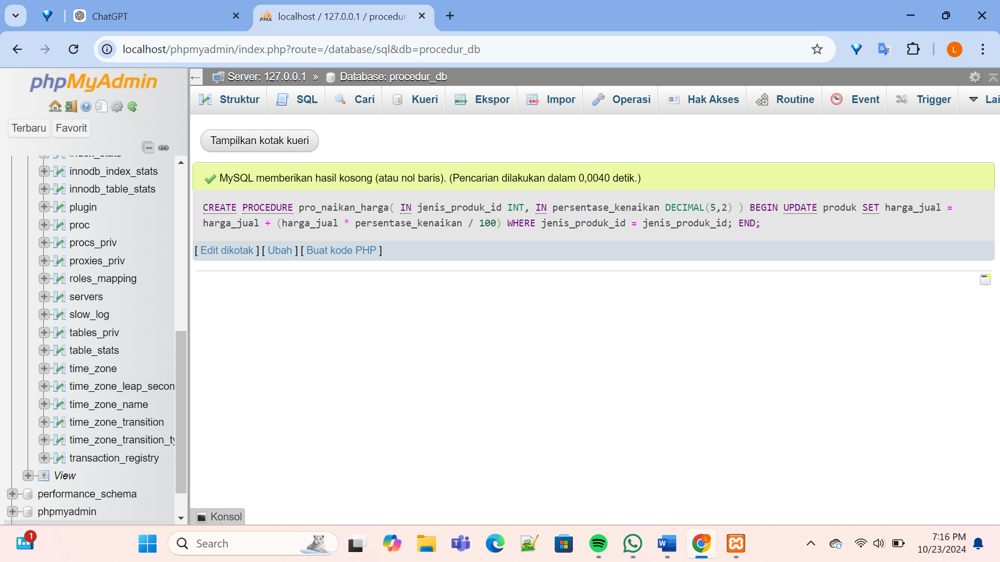 ChatGPT
localhost / 127.0.0.1 / procedur_
localhost/phpmyadmin/index.php?route=/database/sql&db=procedur_db
L
phpMyAdmin
Terbaru
Favorit
index_stats
innodb_index_stats
innodb_table_stats
plugin
proc
procs_priv
proxies_priv
roles_mapping
servers
slow_log
tables_priv
table_stats
time_zone
time_zone_leap_secon
time_zone_name
time_zone_transition
time_zone_transition_ty
transaction_registry
View
performance_schema
phpmyadmin
Server: 127.0.0.1 » Database: procedur_db
Struktur SQL Cari Kueri Ekspor Impor Operasi Hak Akses Routine Event Trigger Lai
Tampilkan kotak kueri
MySQL memberikan hasil kosong (atau nol baris). (Pencarian dilakukan dalam 0,0040 detik.)
CREATE PROCEDURE pro_naikan_harga( IN jenis_produk_id INT, IN persentase_kenaikan DECIMAL(5,2) ) BEGIN UPDATE produk SET harga_jual =
harga_jual + (harga_jual * persentase_kenaikan / 100) WHERE jenis_produk_id = jenis_produk_id; END;
[ Edit dikotak ] [ Ubah ] [ Buat kode PHP ]
Konsol
1
Search
7:16 PM
10/23/2024